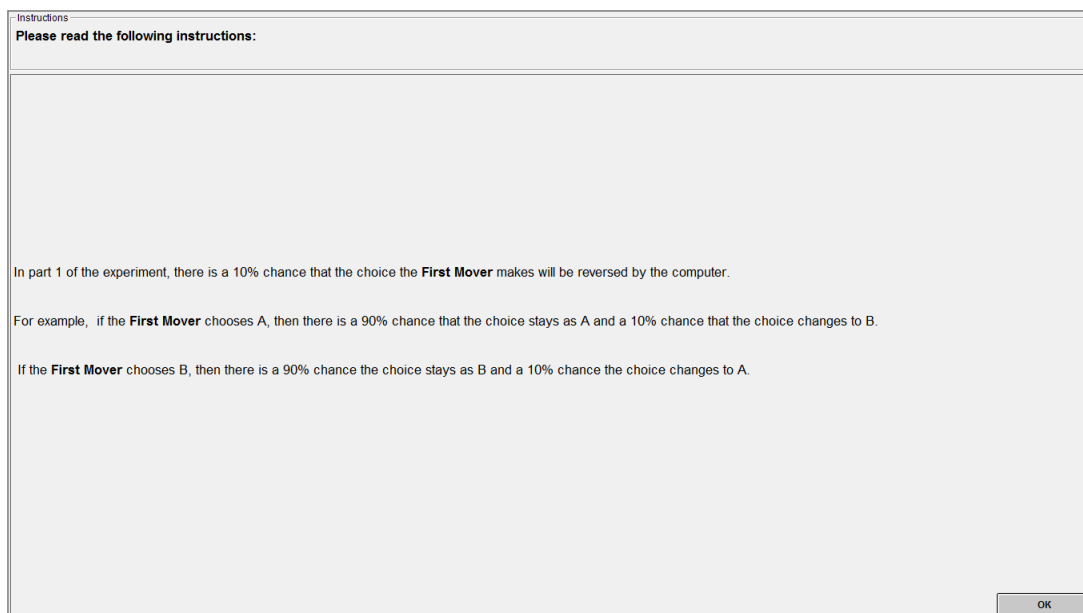 Instructions
Please read the following instructions:
In part 1 of the experiment, there is a 10% chance that the choice the First Mover makes will be reversed by the computer.
For example,  if the First Mover chooses A, then there is a 90% chance that the choice stays as A and a 10% chance that the choice changes to B.
If the First Mover chooses B, then there is a 90% chance the choice stays as B and a 10% chance the choice changes to A.
OK